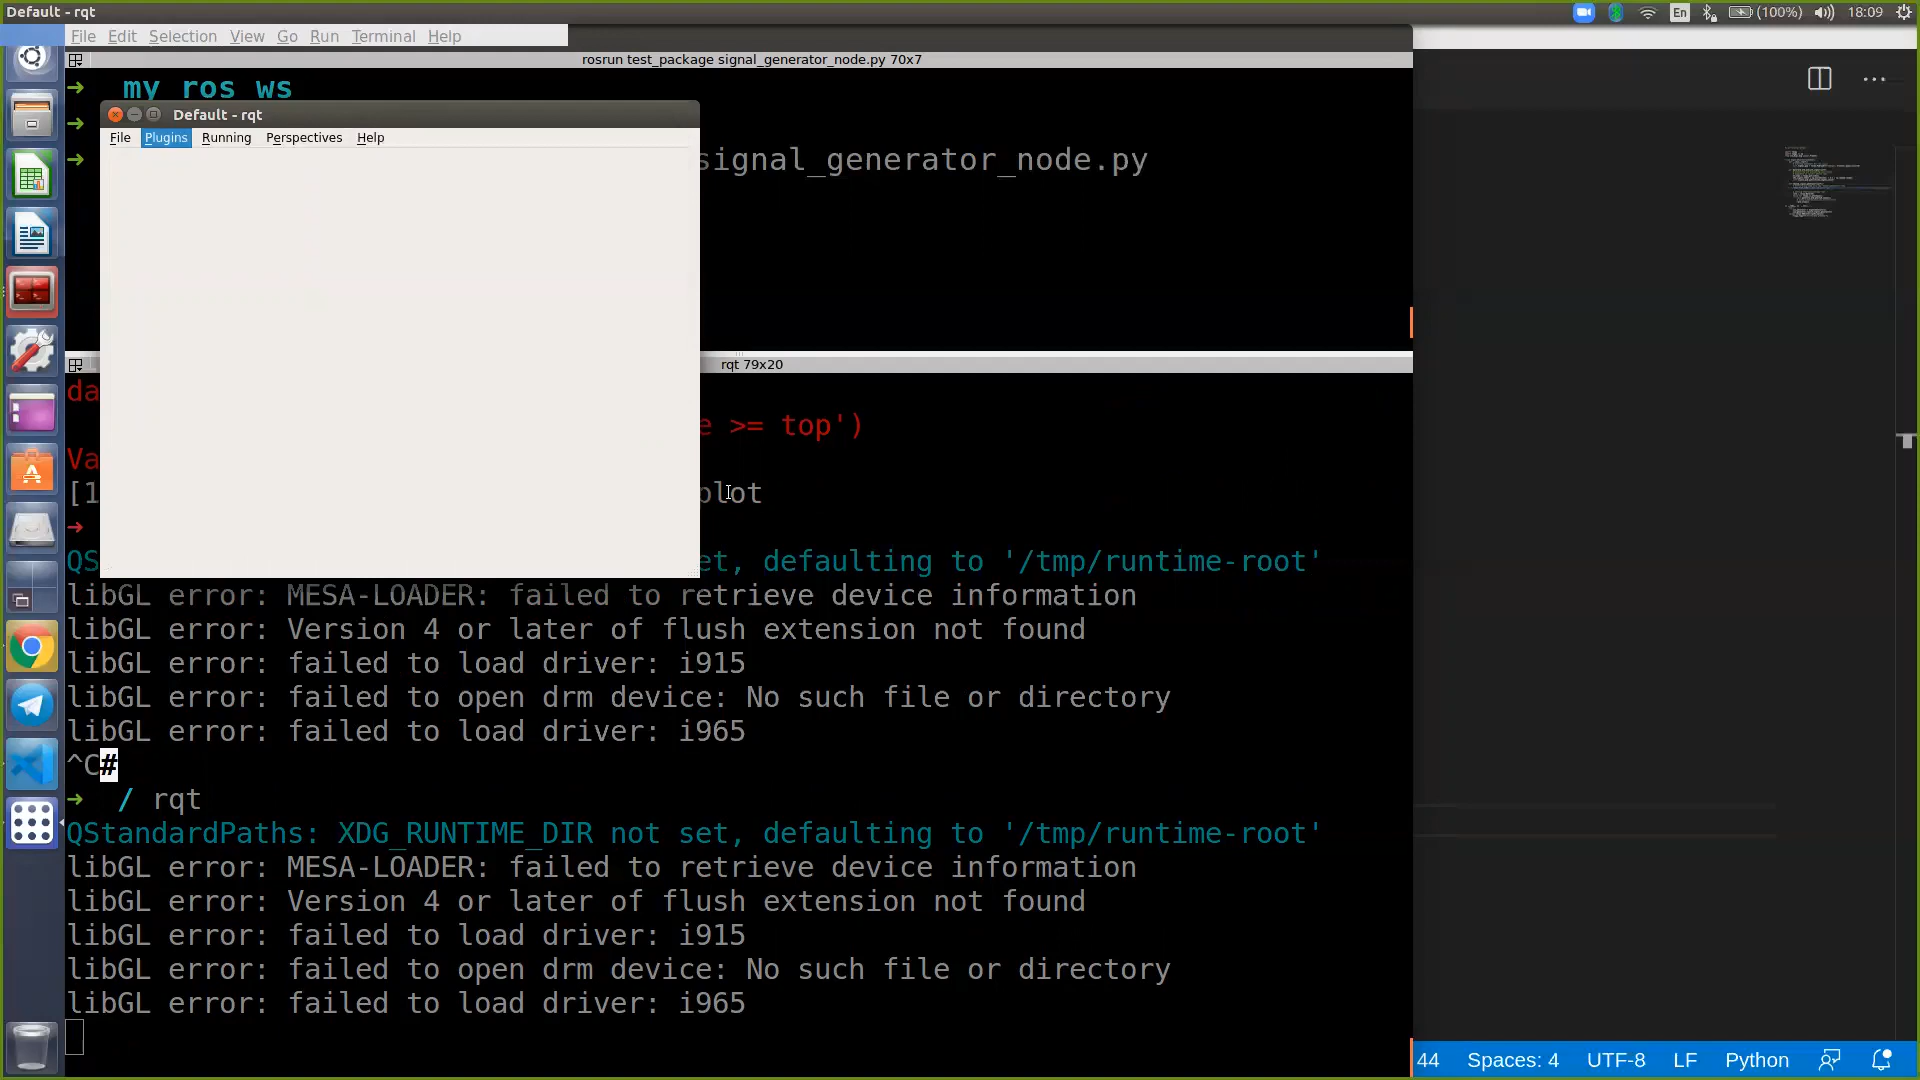 Default - rqt
En
(100%)
18:09
File Edit Selection View Go Run Terminal Help
rosrun test_package signal_generator_node.py 70x7
➜ my ros ws
➜
➜ signal_generator_node.py
Default - rqt
File Plugins Running Perspectives Help
rqt 79x20
da
e >= top')
Va
[1 plot
➜
QS et, defaulting to '/tmp/runtime-root'
libGL error: MESA-LOADER: failed to retrieve device information
libGL error: Version 4 or later of flush extension not found
libGL error: failed to load driver: i915
libGL error: failed to open drm device: No such file or directory
libGL error: failed to load driver: i965
^C#
➜ / rqt
QStandardPaths: XDG_RUNTIME_DIR not set, defaulting to '/tmp/runtime-root'
libGL error: MESA-LOADER: failed to retrieve device information
libGL error: Version 4 or later of flush extension not found
libGL error: failed to load driver: i915
libGL error: failed to open drm device: No such file or directory
libGL error: failed to load driver: i965
44 Spaces: 4 UTF-8 LF Python